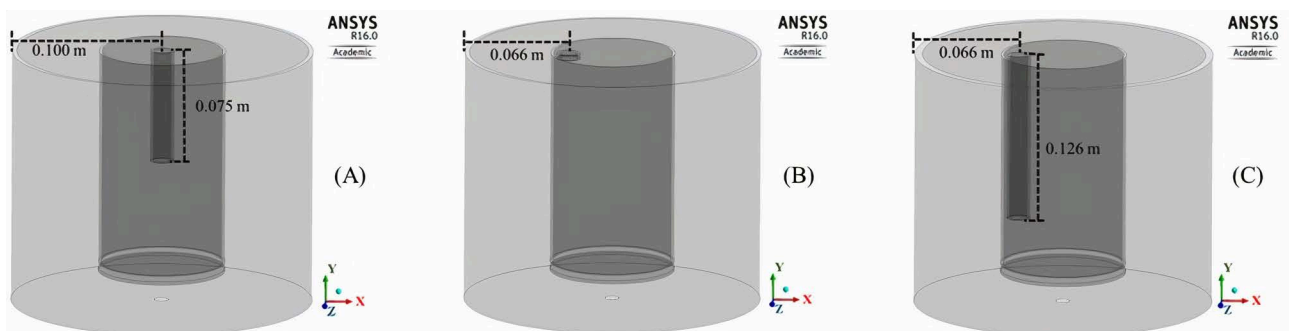 ANSYS
R16.0
Academic
0.100 m
0.075 m
(A)
Y
X
Z
ANSYS
R16.0
Academic
0.066 m
(B)
Y
X
Z
ANSYS
R16.0
Academic
0.066 m
0.126 m
(C)
Y
X
Z